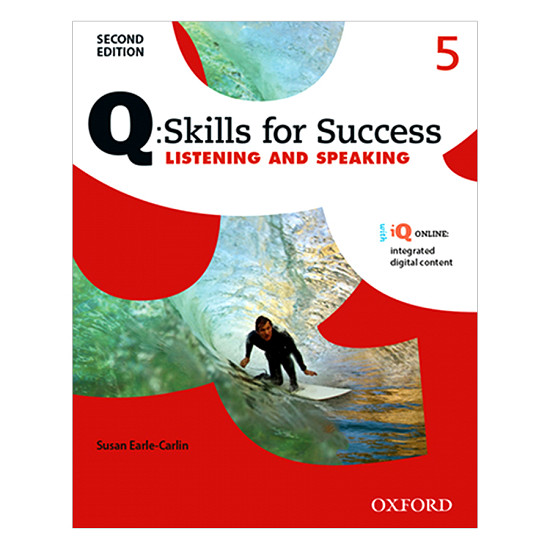 SECOND
EDITION
5
Q:Skills for Success
LISTENING AND SPEAKING
with iQ ONLINE:
integrated
digital content
Susan Earle-Carlin
OXFORD